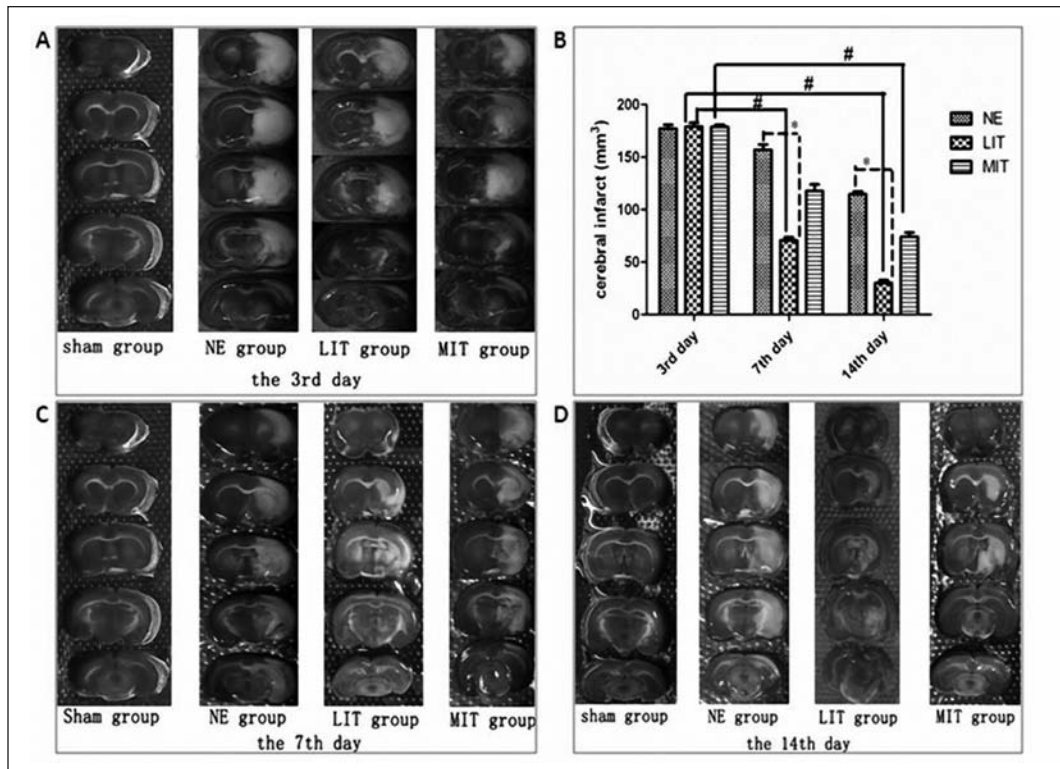 A
sham group NE group LIT group MIT group
the 3rd day
B
#
#
#
*
*
cerebral infarct (mm³)
200
150
100
50
0
3rd day 7th day 14th day
NE
LIT
MIT
C
Sham group NE group LIT group MIT group
the 7th day
D
sham group NE group LIT group MIT group
the 14th day